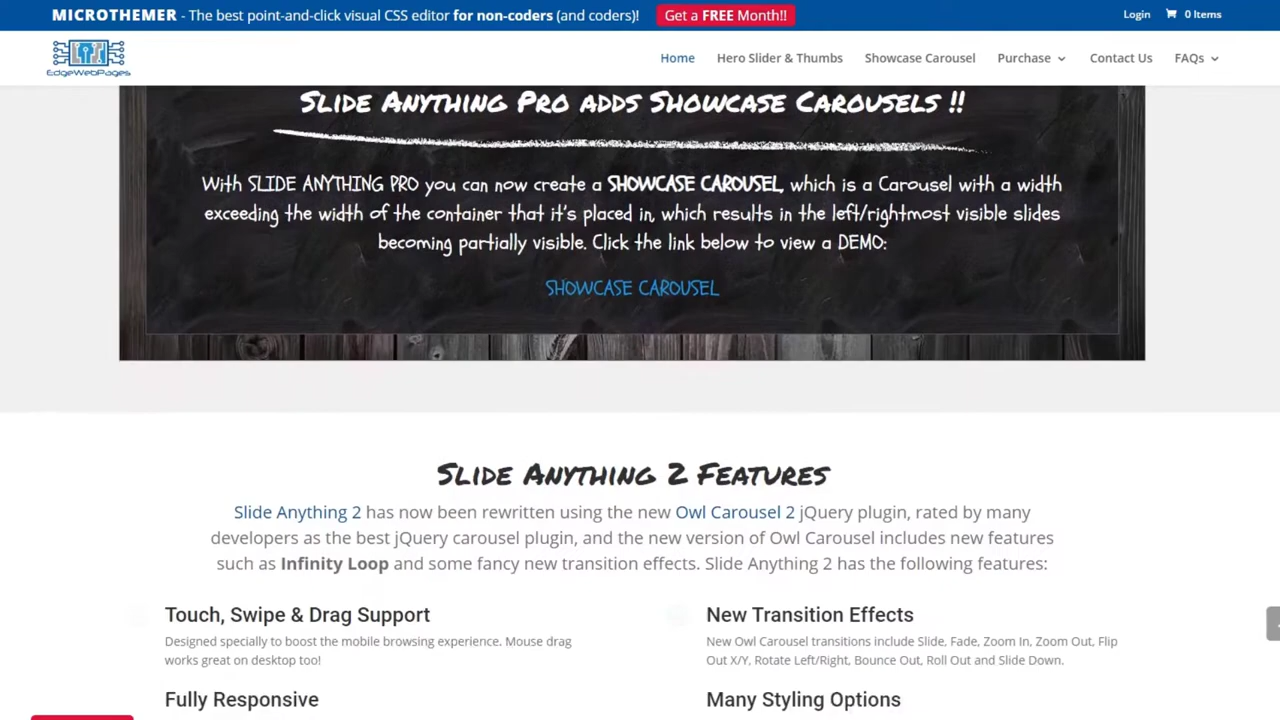 MICROTHEMER - The best point-and-click visual CSS editor for non-coders (and coders)! Get a FREE Month!! Login 0 Items
EdgeWebPages Home Hero Slider & Thumbs Showcase Carousel Purchase Contact Us FAQs
SLIDE ANYTHING PRO ADDS SHOWCASE CAROUSELS !!
With SLIDE ANYTHING PRO you can now create a SHOWCASE CAROUSEL, which is a Carousel with a width
exceeding the width of the container that it's placed in, which results in the left/rightmost visible slides
becoming partially visible. Click the link below to view a DEMO:
SHOWCASE CAROUSEL
SLIDE ANYTHING 2 FEATURES
Slide Anything 2 has now been rewritten using the new Owl Carousel 2 jQuery plugin, rated by many
developers as the best jQuery carousel plugin, and the new version of Owl Carousel includes new features
such as Infinity Loop and some fancy new transition effects. Slide Anything 2 has the following features:
Touch, Swipe & Drag Support
Designed specially to boost the mobile browsing experience. Mouse drag
works great on desktop too!
Fully Responsive
New Transition Effects
New Owl Carousel transitions include Slide, Fade, Zoom In, Zoom Out, Flip
Out X/Y, Rotate Left/Right, Bounce Out, Roll Out and Slide Down.
Many Styling Options